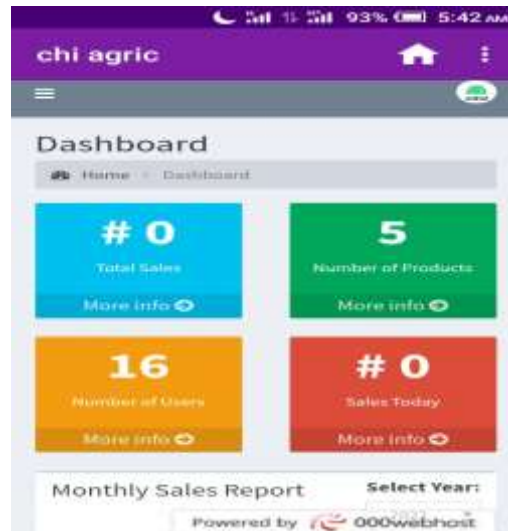 93% 5:42 AM
chi agric
Dashboard
Home Dashboard
# 0
Total Sales
More info
5
Number of Products
More info
16
Number of Users
More info
# 0
Sales Today
More info
Monthly Sales Report
Select Year:
Powered by 000webhost